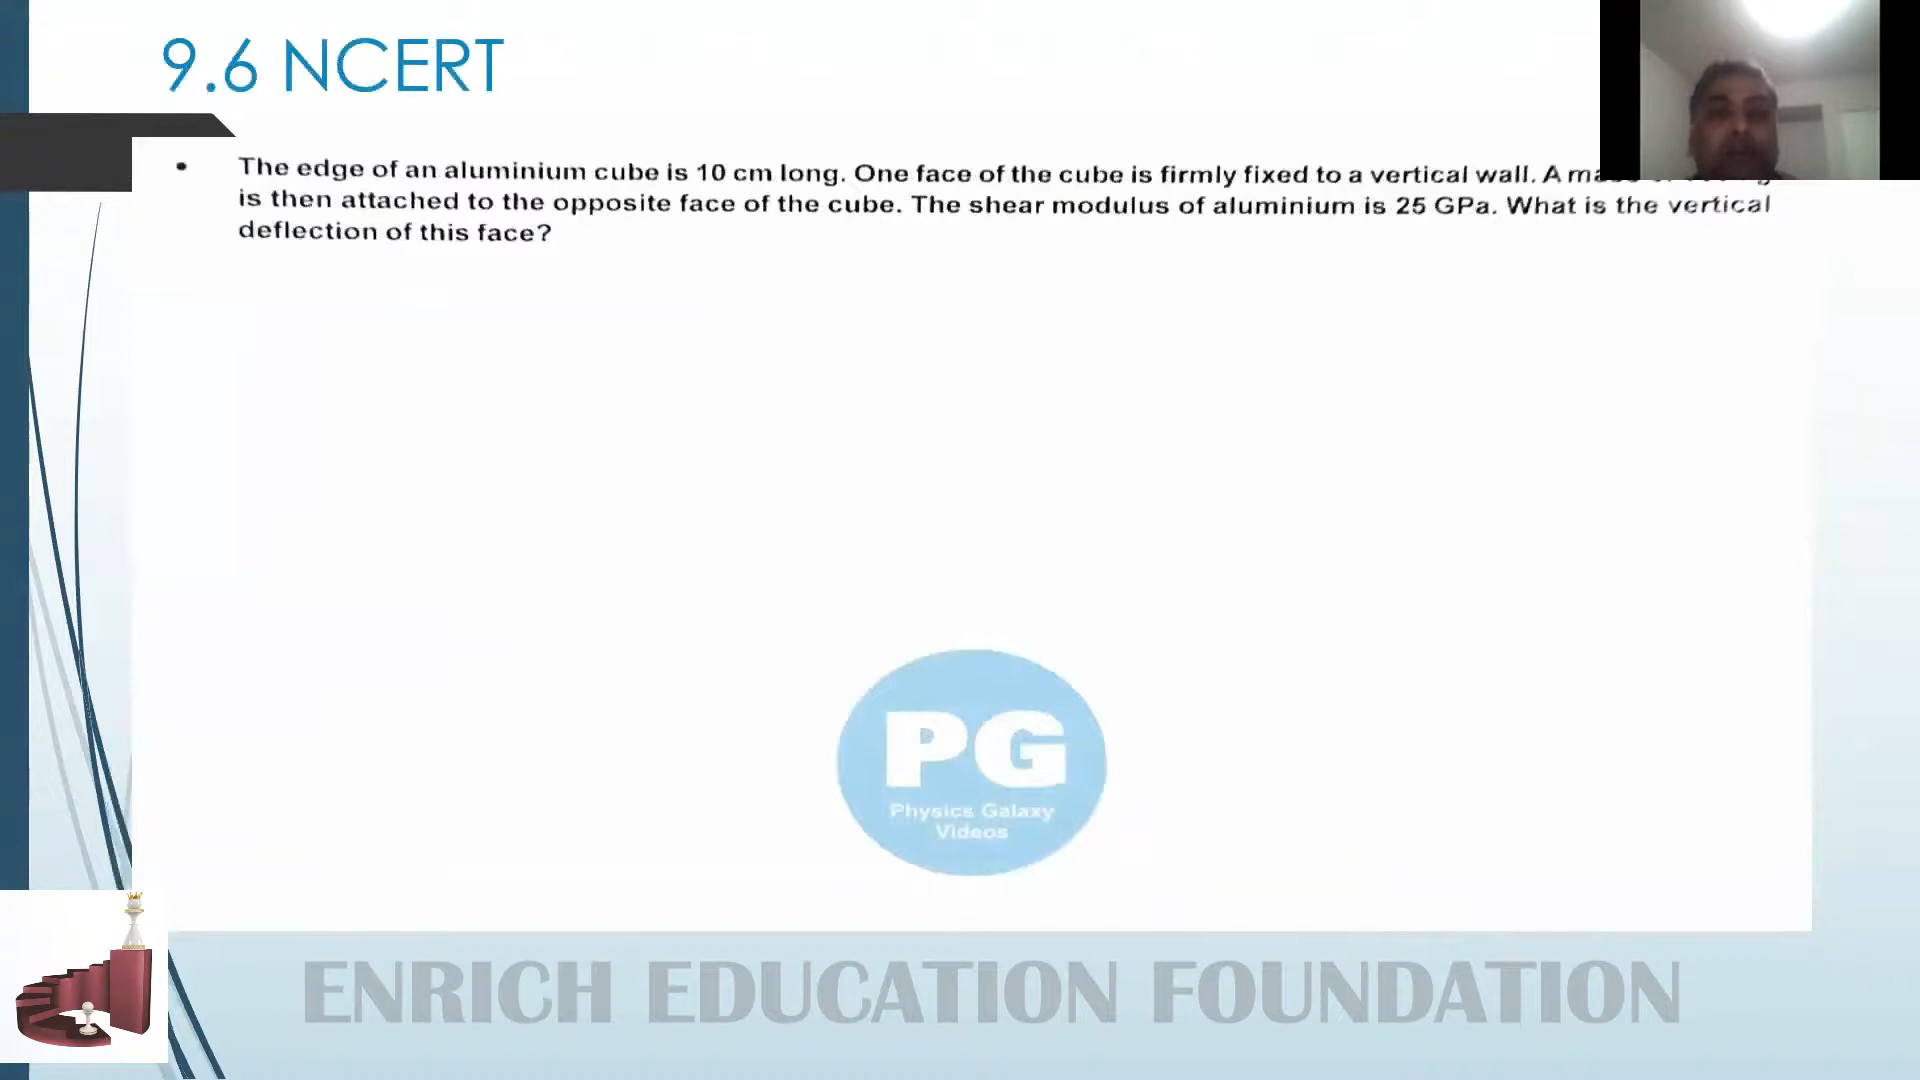 9.6 NCERT
• The edge of an aluminium cube is 10 cm long. One face of the cube is firmly fixed to a vertical wall. A
is then attached to the opposite face of the cube. The shear modulus of aluminium is 25 GPa. What is the vertical
deflection of this face?
PG
Physics Galaxy
Videos
ENRICH EDUCATION FOUNDATION